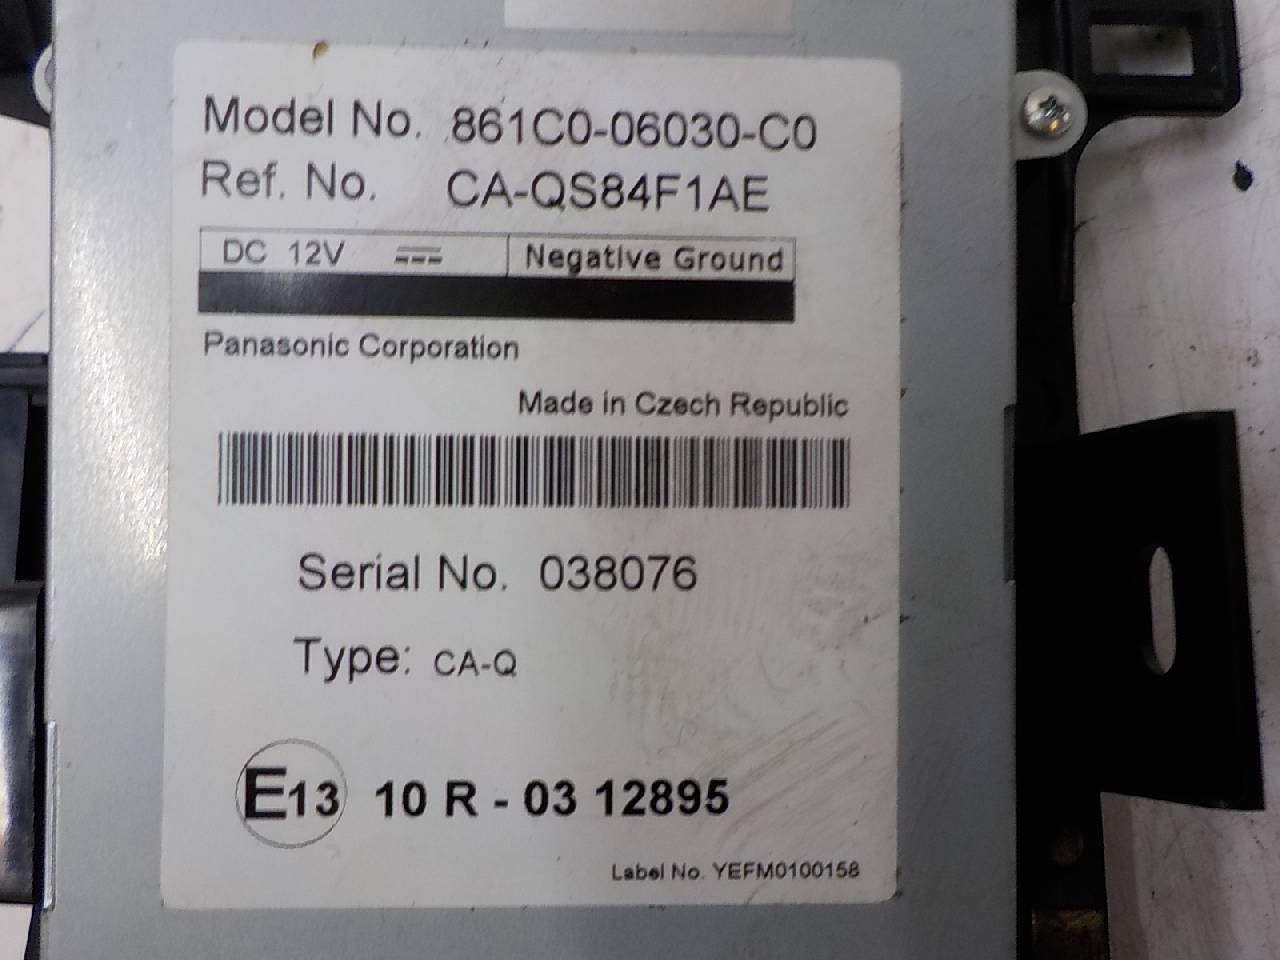 Model No. 861C0-06030-C0
Ref. No. CA-QS84F1AE
DC 12V ⎓ Negative Ground
Panasonic Corporation
Made in Czech Republic
Serial No. 038076
Type: CA-Q
E13 10 R - 03 12895
Label No. YEFM0100158